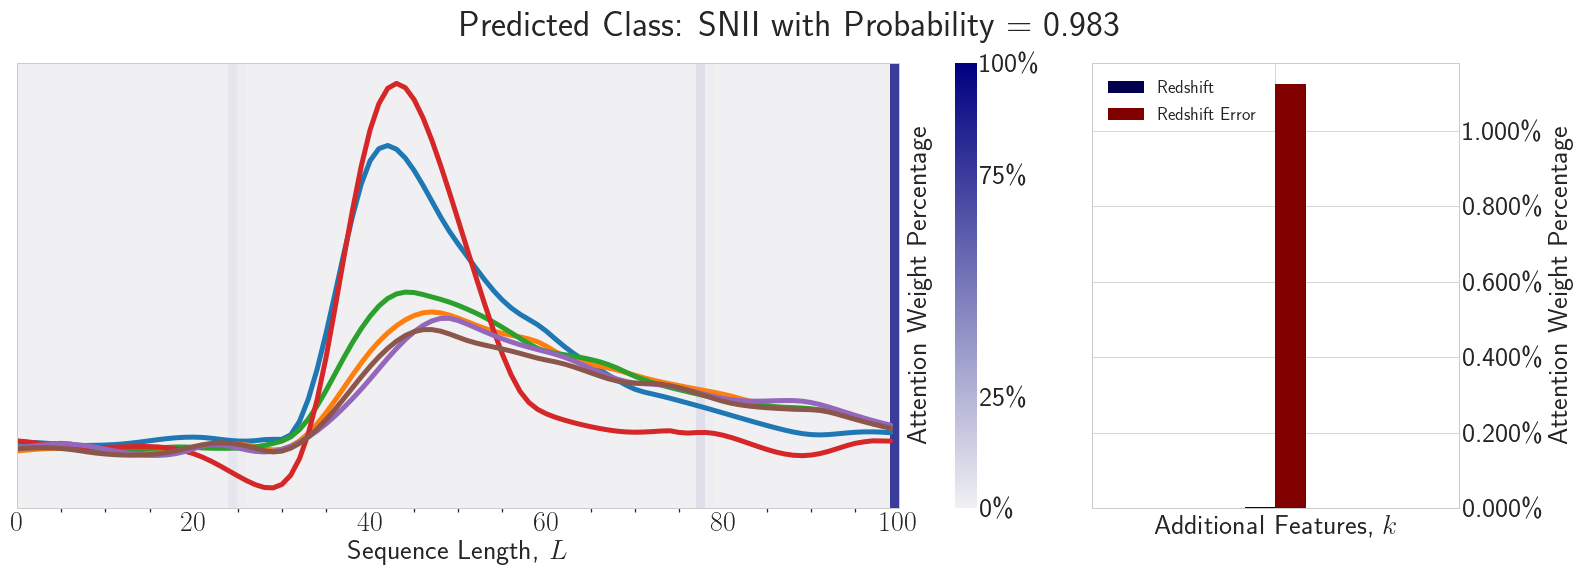 Predicted Class: SNII with Probability = 0.983
0
20
40
60
80
100
Sequence Length, L
Attention Weight Percentage
100%
75%
25%
0%
Redshift
Redshift Error
Additional Features, k
1.000%
0.800%
0.600%
0.400%
0.200%
0.000%
Attention Weight Percentage